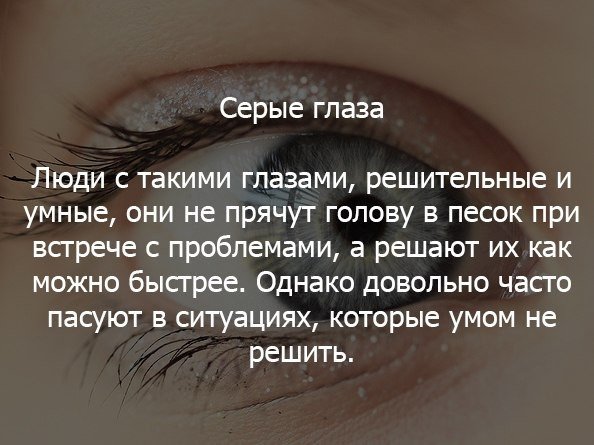 Серые глаза
Люди с такими глазами, решительные и
умные, они не прячут голову в песок при
встрече с проблемами, а решают их как
можно быстрее. Однако довольно часто
пасуют в ситуациях, которые умом не
решить.